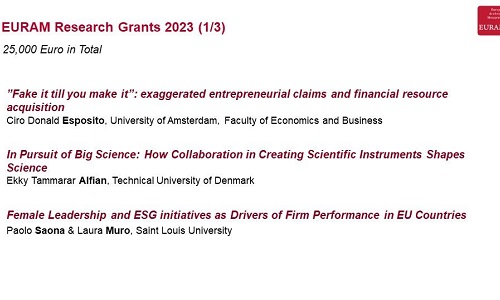 EURAM Research Grants 2023 (1/3)
25,000 Euro in Total
”Fake it till you make it”: exaggerated entrepreneurial claims and financial resource
acquisition
Ciro Donald Esposito, University of Amsterdam, Faculty of Economics and Business
In Pursuit of Big Science: How Collaboration in Creating Scientific Instruments Shapes
Science
Ekky Tammarar Alfian, Technical University of Denmark
Female Leadership and ESG initiatives as Drivers of Firm Performance in EU Countries
Paolo Saona & Laura Muro, Saint Louis University